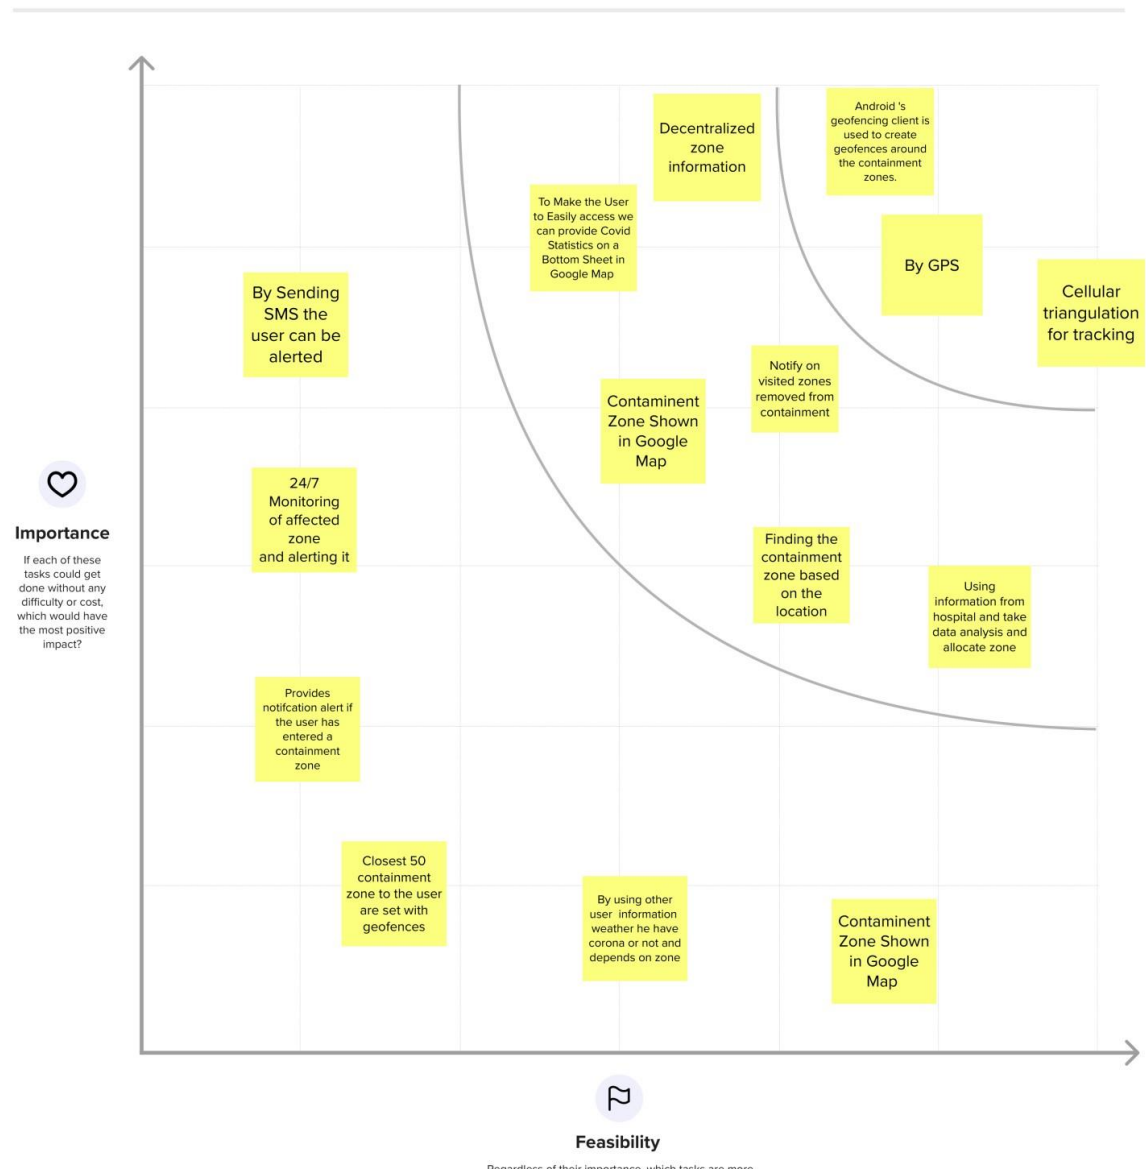 Android 's
geofencing client is
used to create
geofences around
the containment
zones.
Decentralized
zone
information
To Make the User
to Easily access we
can provide Covid
Statistics on a
Bottom Sheet in
Google Map
By GPS
Cellular
triangulation
for tracking
By Sending
SMS the
user can be
alerted
Notify on
visited zones
removed from
containment
Contaminent
Zone Shown
in Google
Map
24/7
Monitoring
of affected
zone
and alerting it
Importance
If each of these
tasks could get
done without any
difficulty or cost,
which would have
the most positive
impact?
Finding the
containment
zone based
on the
location
Using
information from
hospital and take
data analysis and
allocate zone
Provides
notifcation alert if
the user has
entered a
containment
zone
Closest 50
containment
zone to the user
are set with
geofences
By using other
user information
weather he have
corona or not and
depends on zone
Contaminent
Zone Shown
in Google
Map
Feasibility
Regardless of their importance, which tasks are more